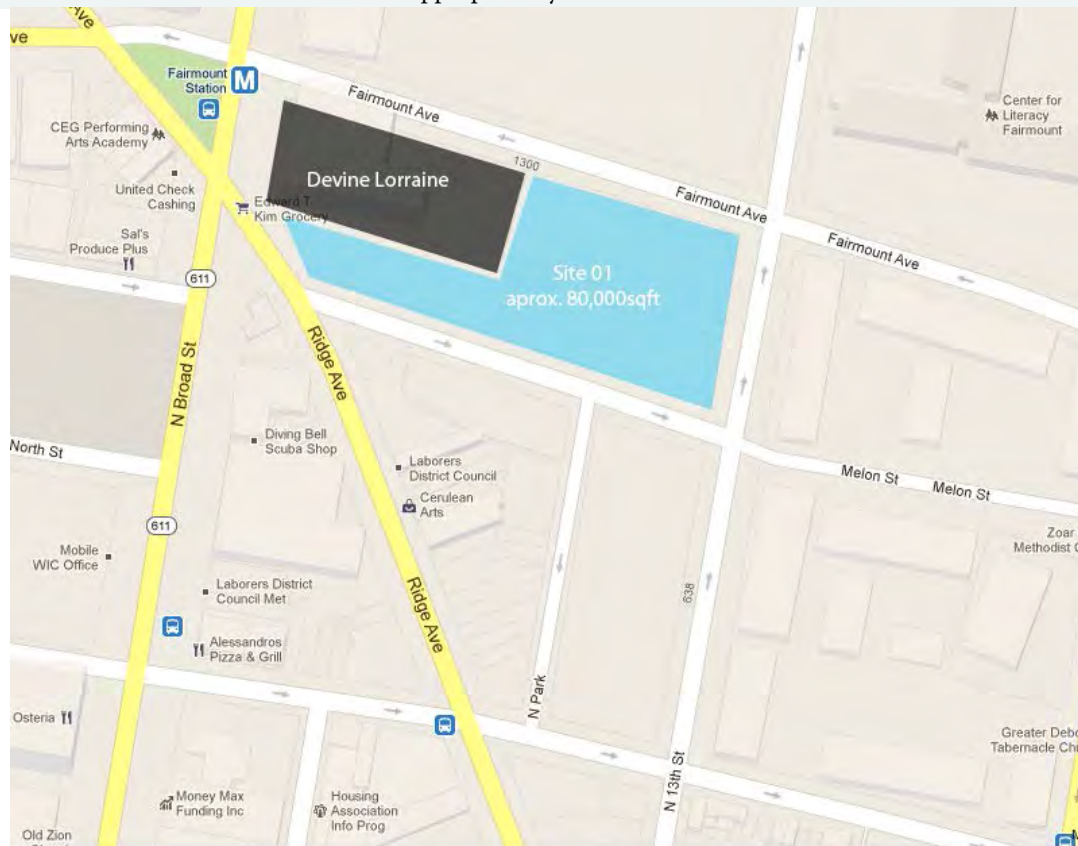 Ave
ve
Fairmount
Station
M
Fairmount Ave
CEG Performing
Arts Academy
Center for
Literacy
Fairmount
1300
Devine Lorraine
United Check
Cashing
Edward T.
Kim Grocery
Fairmount Ave
Sal's
Produce Plus
Fairmount Ave
611
Site 01
aprox. 80,000sqft
Ridge Ave
N Broad St
Diving Bell
Scuba Shop
North St
Laborers
District Council
Cerulean
Arts
Melon St
Melon St
611
Zoar
Methodist C
Mobile
WIC Office
Laborers District
Council Met
638
Ridge Ave
Alessandros
Pizza & Grill
N Park
Osteria
Greater Debo
Tabernacle Chr
N 13th St
Money Max
Funding Inc
Housing
Association
Info Prog
Old Zion